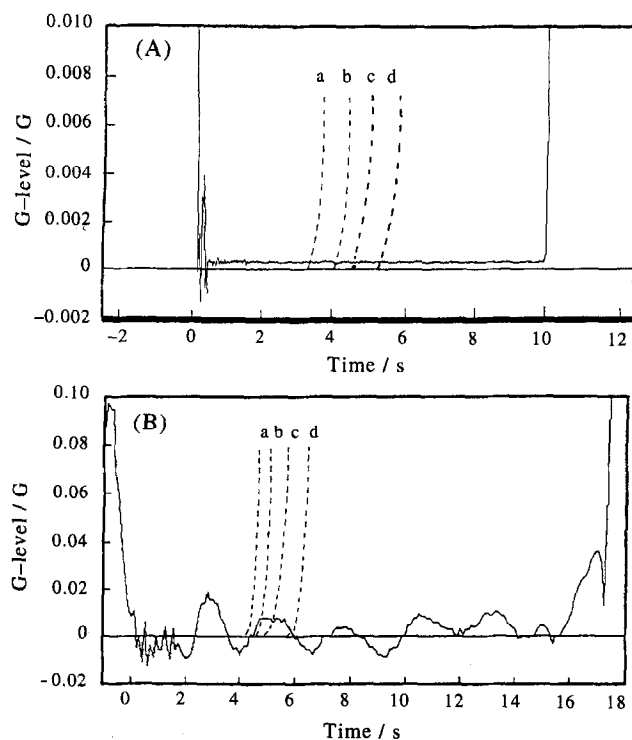 (A)
G-level / G
0.010
0.008
0.006
0.004
0.002
0
-0.002
a b c d
-2 0 2 4 6 8 10 12
Time / s
(B)
G-level / G
0.10
0.08
0.06
0.04
0.02
0
-0.02
a b c d
0 2 4 6 8 10 12 14 16 18
Time / s